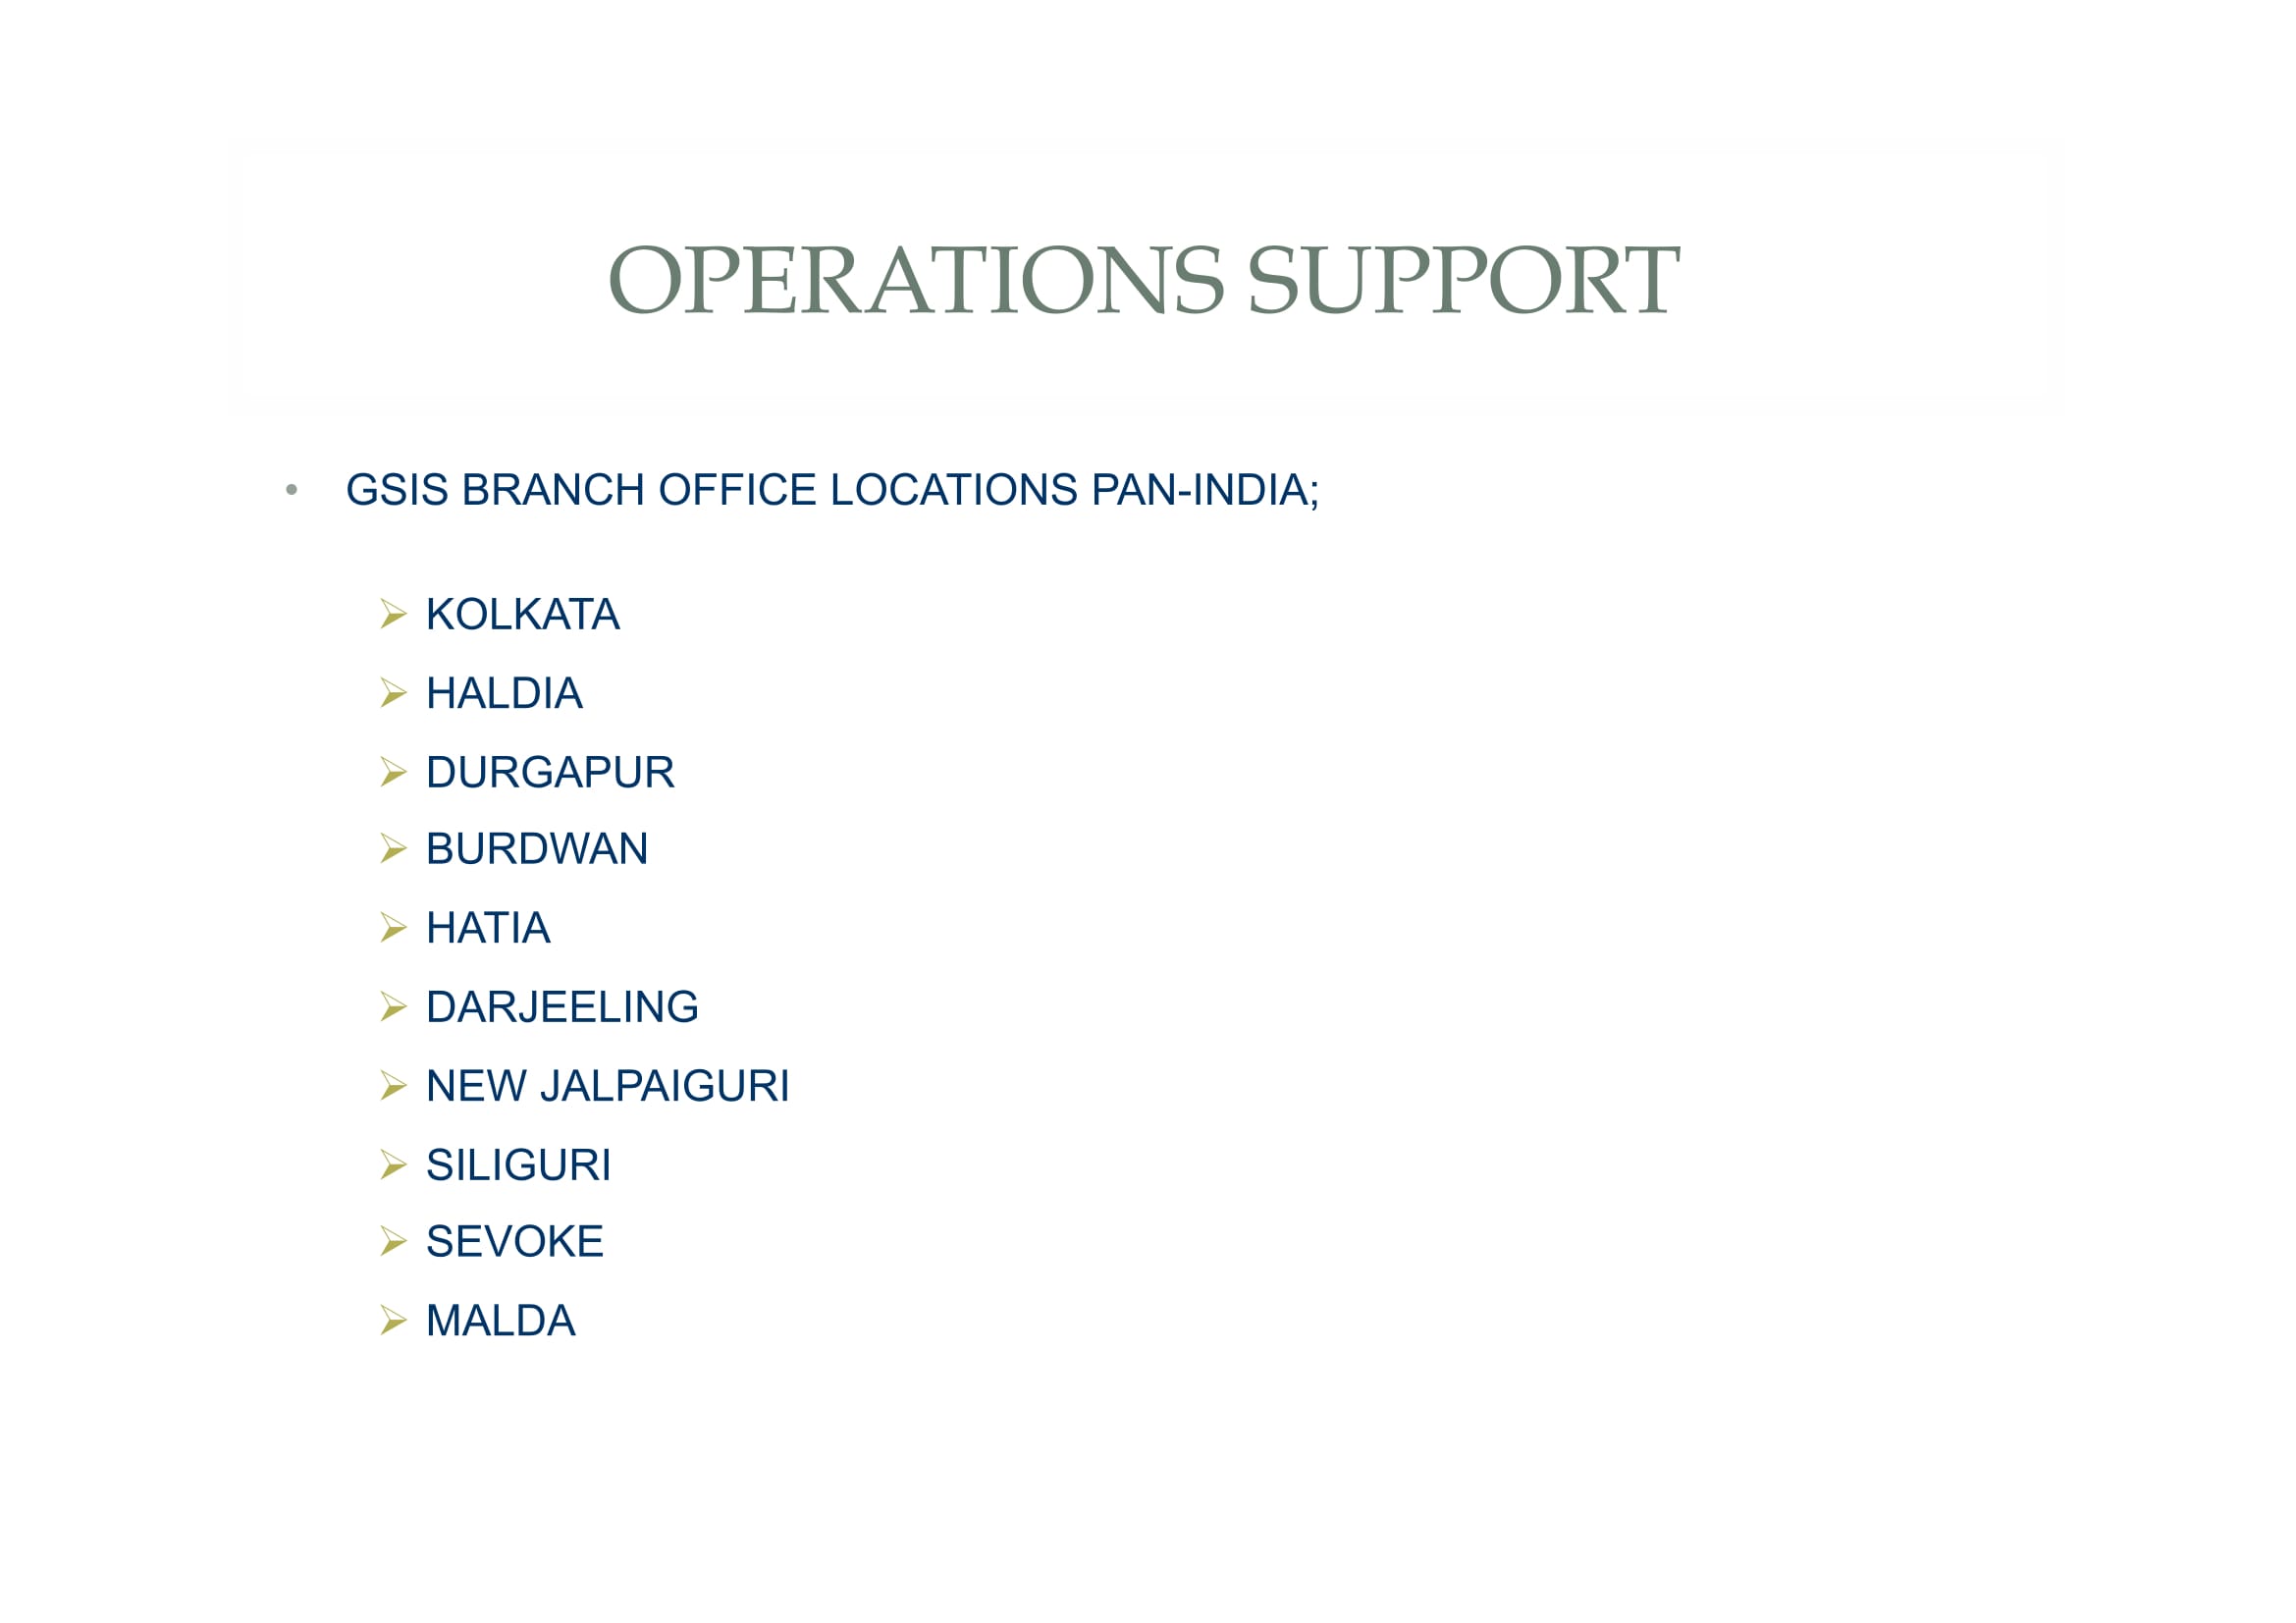 OPERATIONS SUPPORT
• GSIS BRANCH OFFICE LOCATIONS PAN-INDIA;
➢ KOLKATA
➢ HALDIA
➢ DURGAPUR
➢ BURDWAN
➢ HATIA
➢ DARJEELING
➢ NEW JALPAIGURI
➢ SILIGURI
➢ SEVOKE
➢ MALDA